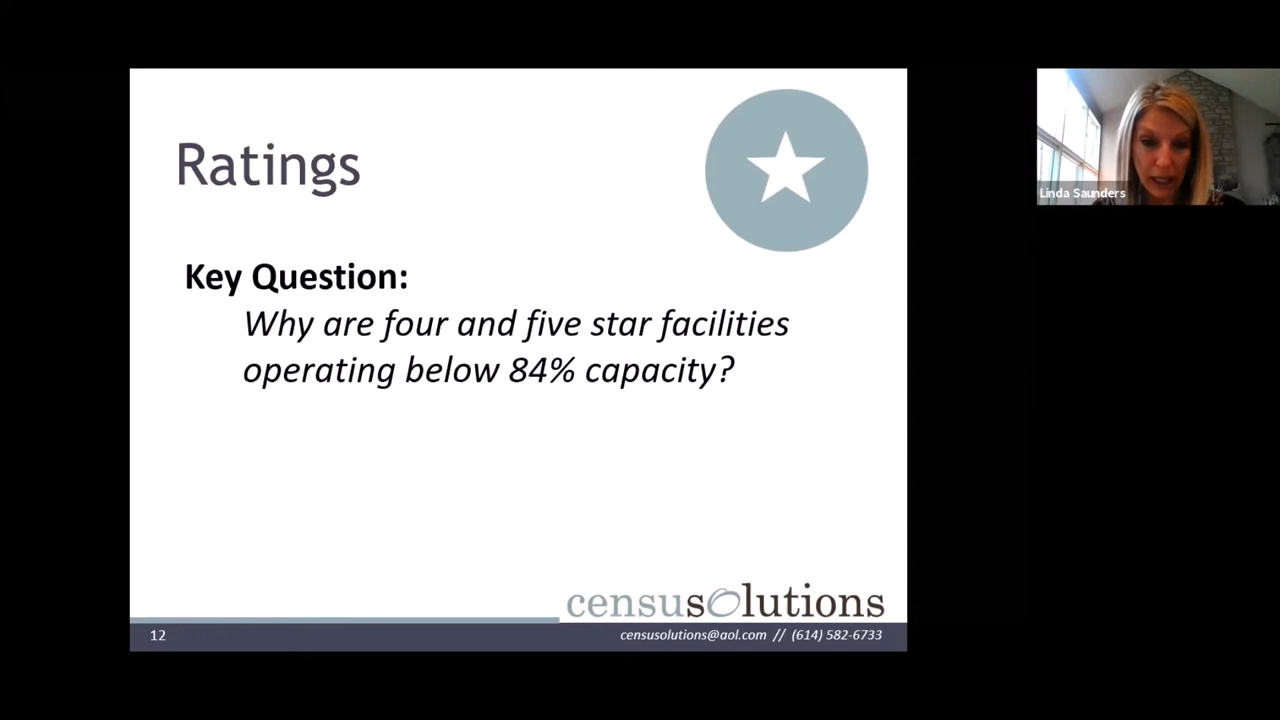 Ratings
Key Question:
Why are four and five star facilities
operating below 84% capacity?
Linda Saunders
censusolutions
12
censusolutions@aol.com // (614) 582-6733